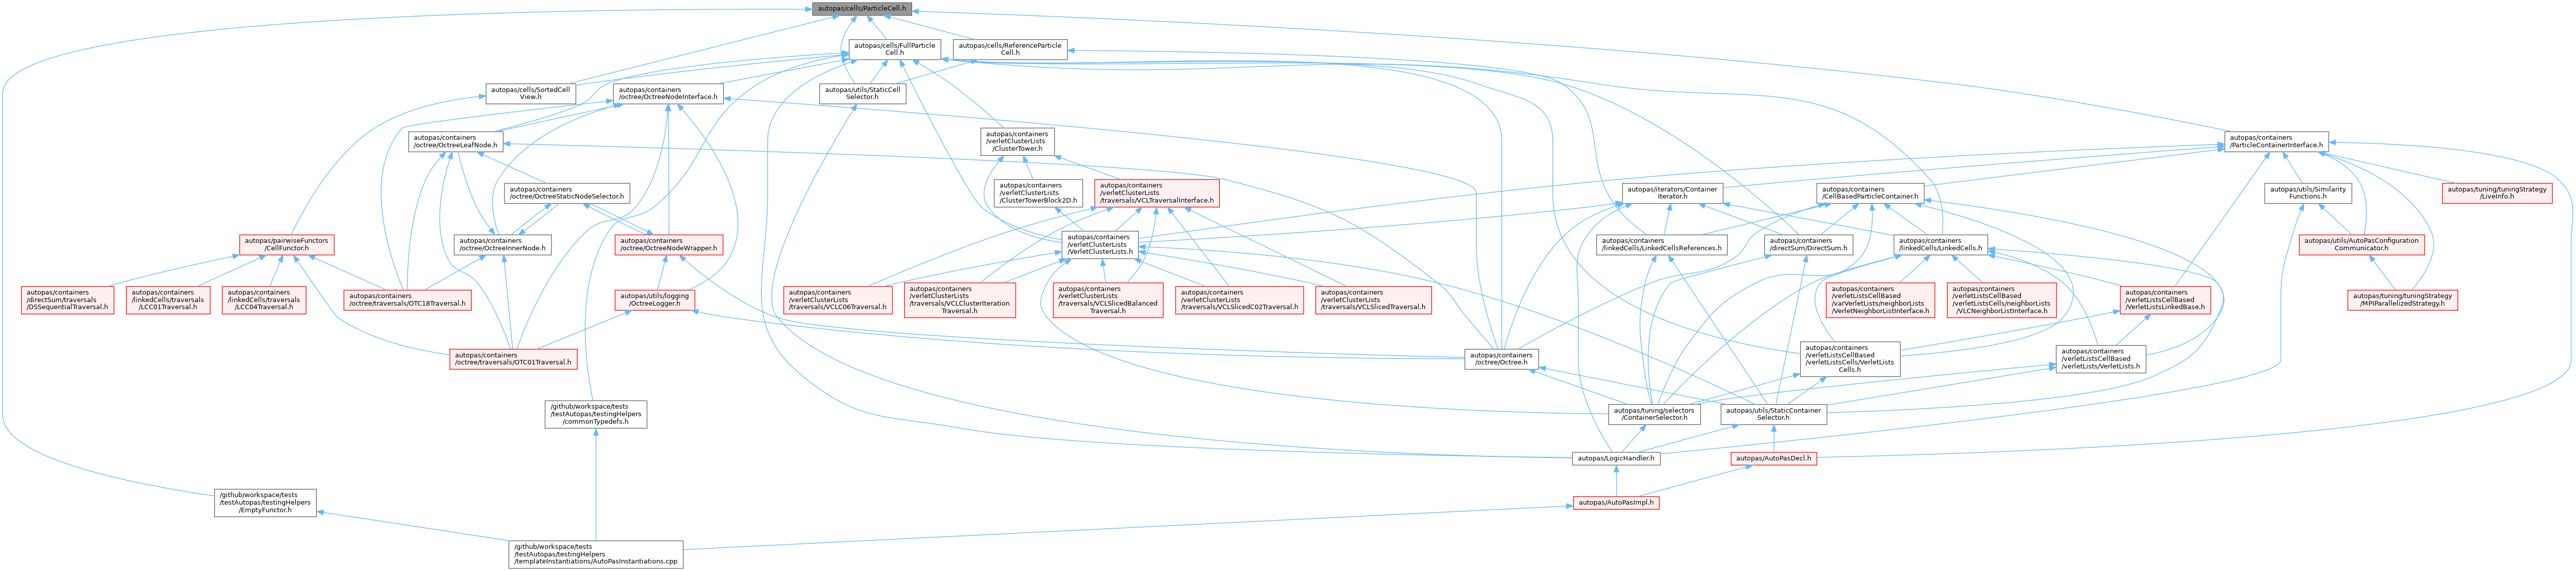 autopas/cells/ParticleCell.h
autopas/cells/FullParticle
Cell.h
autopas/cells/ReferenceParticle
Cell.h
autopas/cells/SortedCell
View.h
autopas/containers
/octree/OctreeNodeInterface.h
autopas/utils/StaticCell
Selector.h
autopas/containers
/octree/OctreeLeafNode.h
autopas/containers
/verletClusterLists
/ClusterTower.h
autopas/containers
/ParticleContainerInterface.h
autopas/containers
/octree/OctreeStaticNodeSelector.h
autopas/containers
/verletClusterLists
/ClusterTowerBlock2D.h
autopas/containers
/verletClusterLists
/traversals/VCLTraversalInterface.h
autopas/iterators/Container
Iterator.h
autopas/containers
/CellBasedParticleContainer.h
autopas/utils/Similarity
Functions.h
autopas/tuning/tuningStrategy
/LiveInfo.h
autopas/pairwiseFunctors
/CellFunctor.h
autopas/containers
/octree/OctreeInnerNode.h
autopas/containers
/octree/OctreeNodeWrapper.h
autopas/containers
/verletClusterLists
/VerletClusterLists.h
autopas/containers
/linkedCells/LinkedCellsReferences.h
autopas/containers
/directSum/DirectSum.h
autopas/containers
/linkedCells/LinkedCells.h
autopas/utils/AutoPasConfiguration
Communicator.h
autopas/containers
/directSum/traversals
/DSSequentialTraversal.h
autopas/containers
/linkedCells/traversals
/LCC01Traversal.h
autopas/containers
/linkedCells/traversals
/LCC04Traversal.h
autopas/containers
/octree/traversals/OTC18Traversal.h
autopas/utils/logging
/OctreeLogger.h
autopas/containers
/verletClusterLists
/traversals/VCLC06Traversal.h
autopas/containers
/verletClusterLists
/traversals/VCLClusterIteration
Traversal.h
autopas/containers
/verletClusterLists
/traversals/VCLSlicedBalanced
Traversal.h
autopas/containers
/verletClusterLists
/traversals/VCLSlicedC02Traversal.h
autopas/containers
/verletClusterLists
/traversals/VCLSlicedTraversal.h
autopas/containers
/verletListsCellBased
/varVerletLists/neighborLists
/VerletNeighborListInterface.h
autopas/containers
/verletListsCellBased
/verletListsCells/neighborLists
/VLCNeighborListInterface.h
autopas/containers
/verletListsCellBased
/VerletListsLinkedBase.h
autopas/tuning/tuningStrategy
/MPIParallelizedStrategy.h
autopas/containers
/octree/traversals/OTC01Traversal.h
autopas/containers
/octree/Octree.h
autopas/containers
/verletListsCellBased
/verletListsCells/VerletLists
Cells.h
autopas/containers
/verletListsCellBased
/verletLists/VerletLists.h
/github/workspace/tests
/testAutopas/testingHelpers
/commonTypedefs.h
autopas/tuning/selectors
/ContainerSelector.h
autopas/utils/StaticContainer
Selector.h
autopas/LogicHandler.h
autopas/AutoPasDecl.h
/github/workspace/tests
/testAutopas/testingHelpers
/EmptyFunctor.h
autopas/AutoPasImpl.h
/github/workspace/tests
/testAutopas/testingHelpers
/templateInstantiations/AutoPasInstantiations.cpp